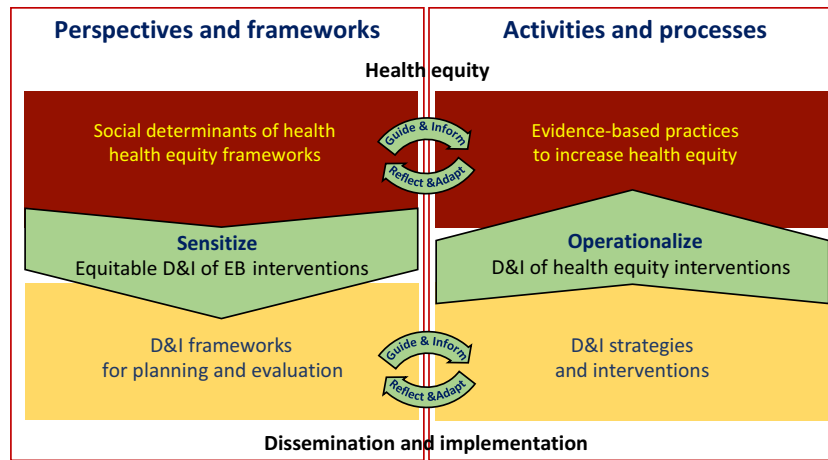 Perspectives and frameworks
Activities and processes
Health equity
Social determinants of health
health equity frameworks
Guide & Inform
Reflect &Adapt
Evidence-based practices
to increase health equity
Sensitize
Equitable D&I of EB interventions
Operationalize
D&I of health equity interventions
D&I frameworks
for planning and evaluation
Guide & Inform
Reflect &Adapt
D&I strategies
and interventions
Dissemination and implementation